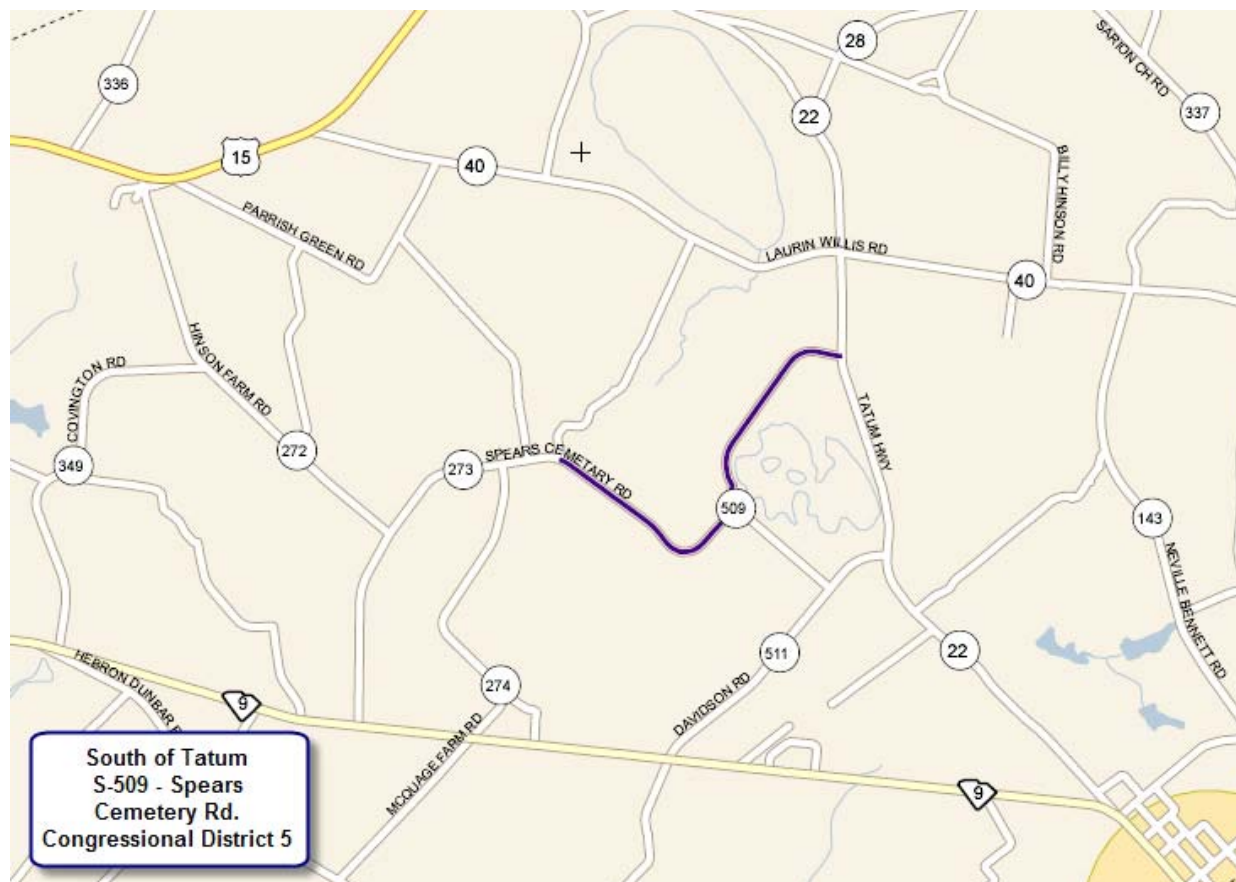 28
SARION CH RD
336
22
337
15
40
BILLY HINSON RD
PARRISH GREEN RD
LAURIN WILLIS RD
40
HINSON FARM RD
COVINGTON RD
TATUM HWY
272
SPEARS CEMETARY RD
349
273
509
143
NEVILLE BENNETT RD
HEBRON DUNBAR R
511
22
274
DAVIDSON RD
9
MCQUAGE FARM RD
9
South of Tatum
S-509 - Spears
Cemetery Rd.
Congressional District 5